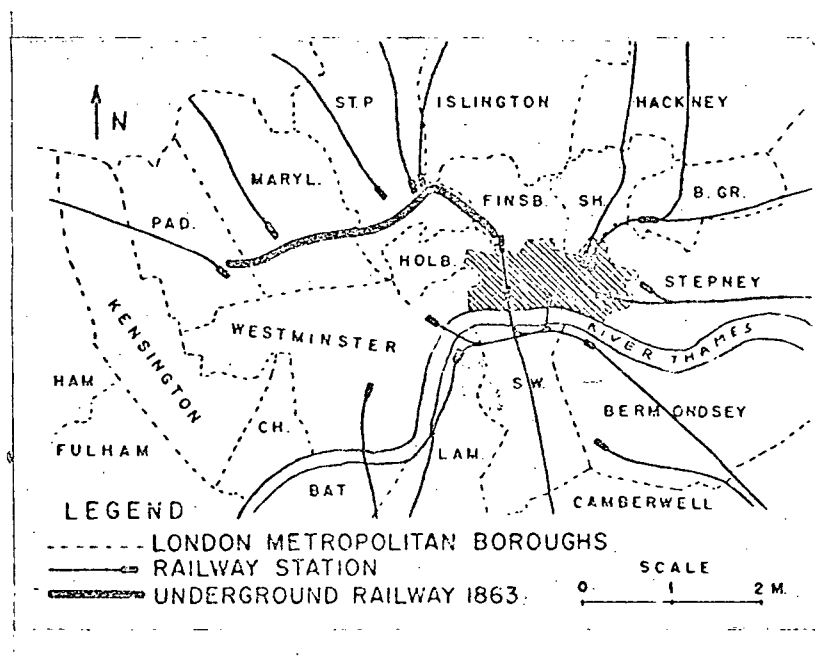 ST.P
ISLINGTON
HACKNEY
N
MARYL.
FINSB.
SH.
B. GR.
PAD.
HOLB.
STEPNEY
KENSINGTON
WESTMINSTER
RIVER THAMES
HAM
S.W.
BERMONDSEY
FULHAM
CH.
LAM.
BAT
CAMBERWELL
LEGEND
LONDON METROPOLITAN BOROUGHS
RAILWAY STATION
UNDERGROUND RAILWAY 1863
SCALE
0 1 2 M.